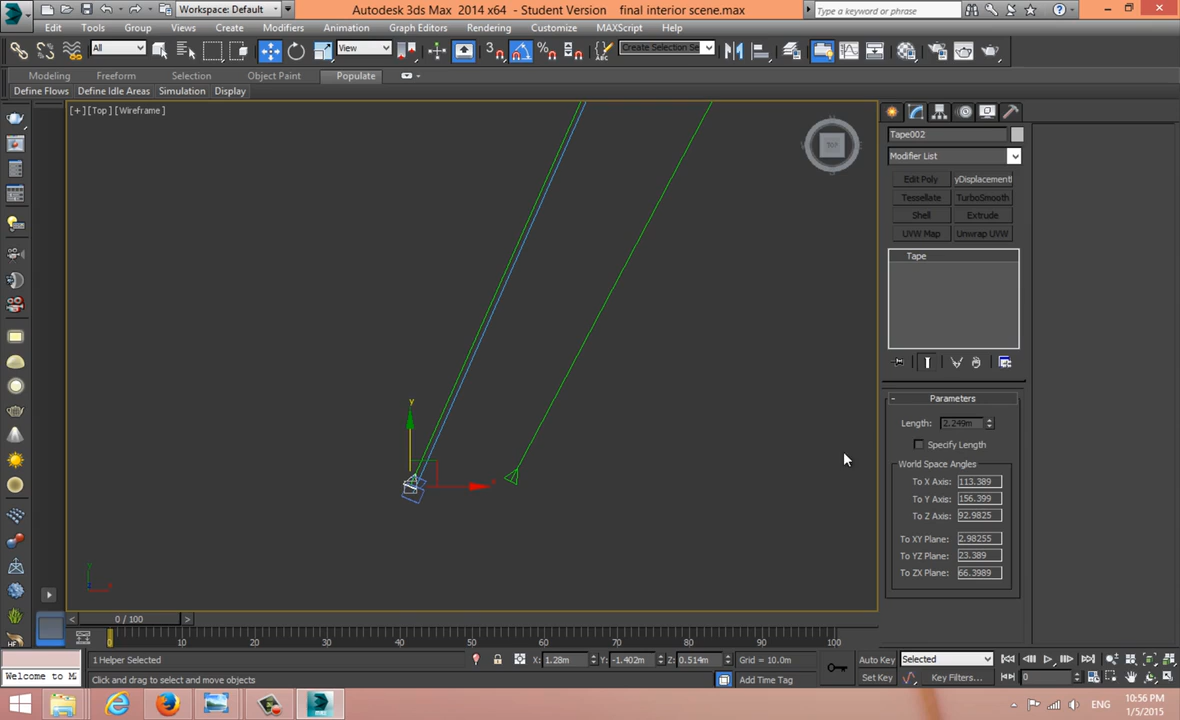 Workspace: Default
Autodesk 3ds Max 2014 x64 - Student Version final interior scene.max
Type a keyword or phrase
Edit Tools Group Views Create Modifiers Animation Graph Editors Rendering Customize MAXScript Help
All
View
3
Create Selection Se
Modeling Freeform Selection Object Paint Populate
Define Flows Define Idle Areas Simulation Display
[+] [Top] [Wireframe]
TOP
Tape002
Modifier List
Edit Poly
yDisplacement
Tessellate
TurboSmooth
Shell
Extrude
UVW Map
Unwrap UVW
Tape
Parameters
Length: 2.249m
Specify Length
World Space Angles
To X Axis: 113.389
To Y Axis: 156.399
To Z Axis: 92.9825
To XY Plane: 2.98255
To YZ Plane: 23.389
To ZX Plane: 66.3989
y
x
0 / 100
0 10 20 30 40 50 60 70 80 90 100
Welcome to M
1 Helper Selected
X: 1.28m Y: -1.402m Z: 0.514m Grid = 10.0m
Click and drag to select and move objects
Add Time Tag
Auto Key
Selected
Set Key
Key Filters...
0
ENG
10:56 PM
1/5/2015